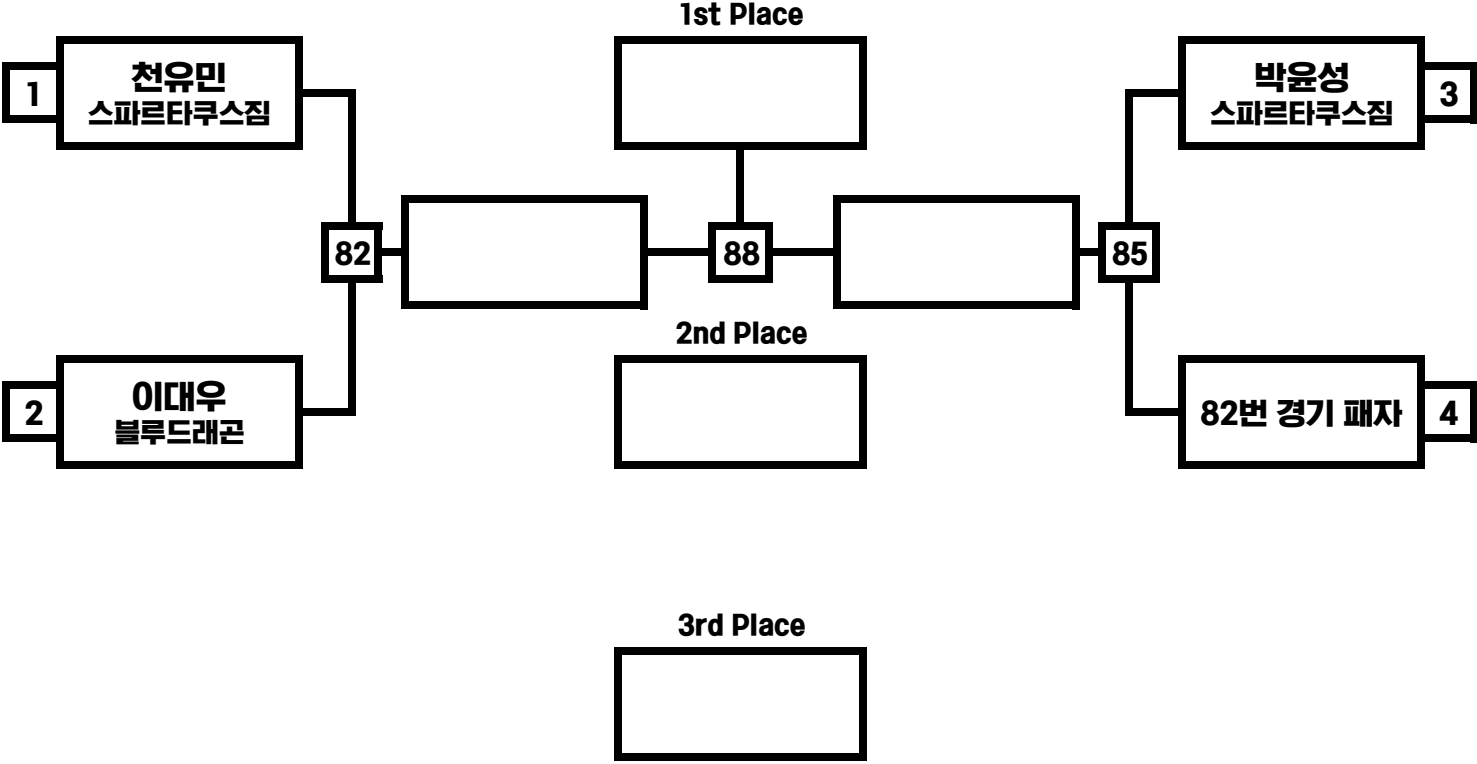 1st Place
1
천유민
스파르타쿠스짐
박윤성
스파르타쿠스짐
3
82
88
85
2nd Place
2
이대우
블루드래곤
82번 경기 패자
4
3rd Place